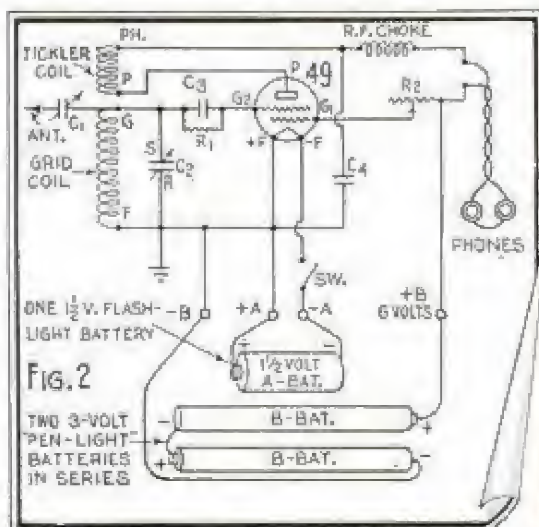 PH.
R.F. CHOKE
TICKLER
COIL
P
P
49
C3
R2
G2
G1
C1
G
ANT.
R1
+F
-F
S
C2
R
C4
GRID
COIL
F
PHONES
SW.
+B
6 VOLTS
ONE 1½ V. FLASH-
LIGHT BATTERY
-B
+A
-A
+
-
1½ VOLT
A-BAT.
FIG. 2
TWO 3-VOLT
"PEN-LIGHT"
BATTERIES
IN SERIES
-
B-BAT.
+
+
B-BAT.
-